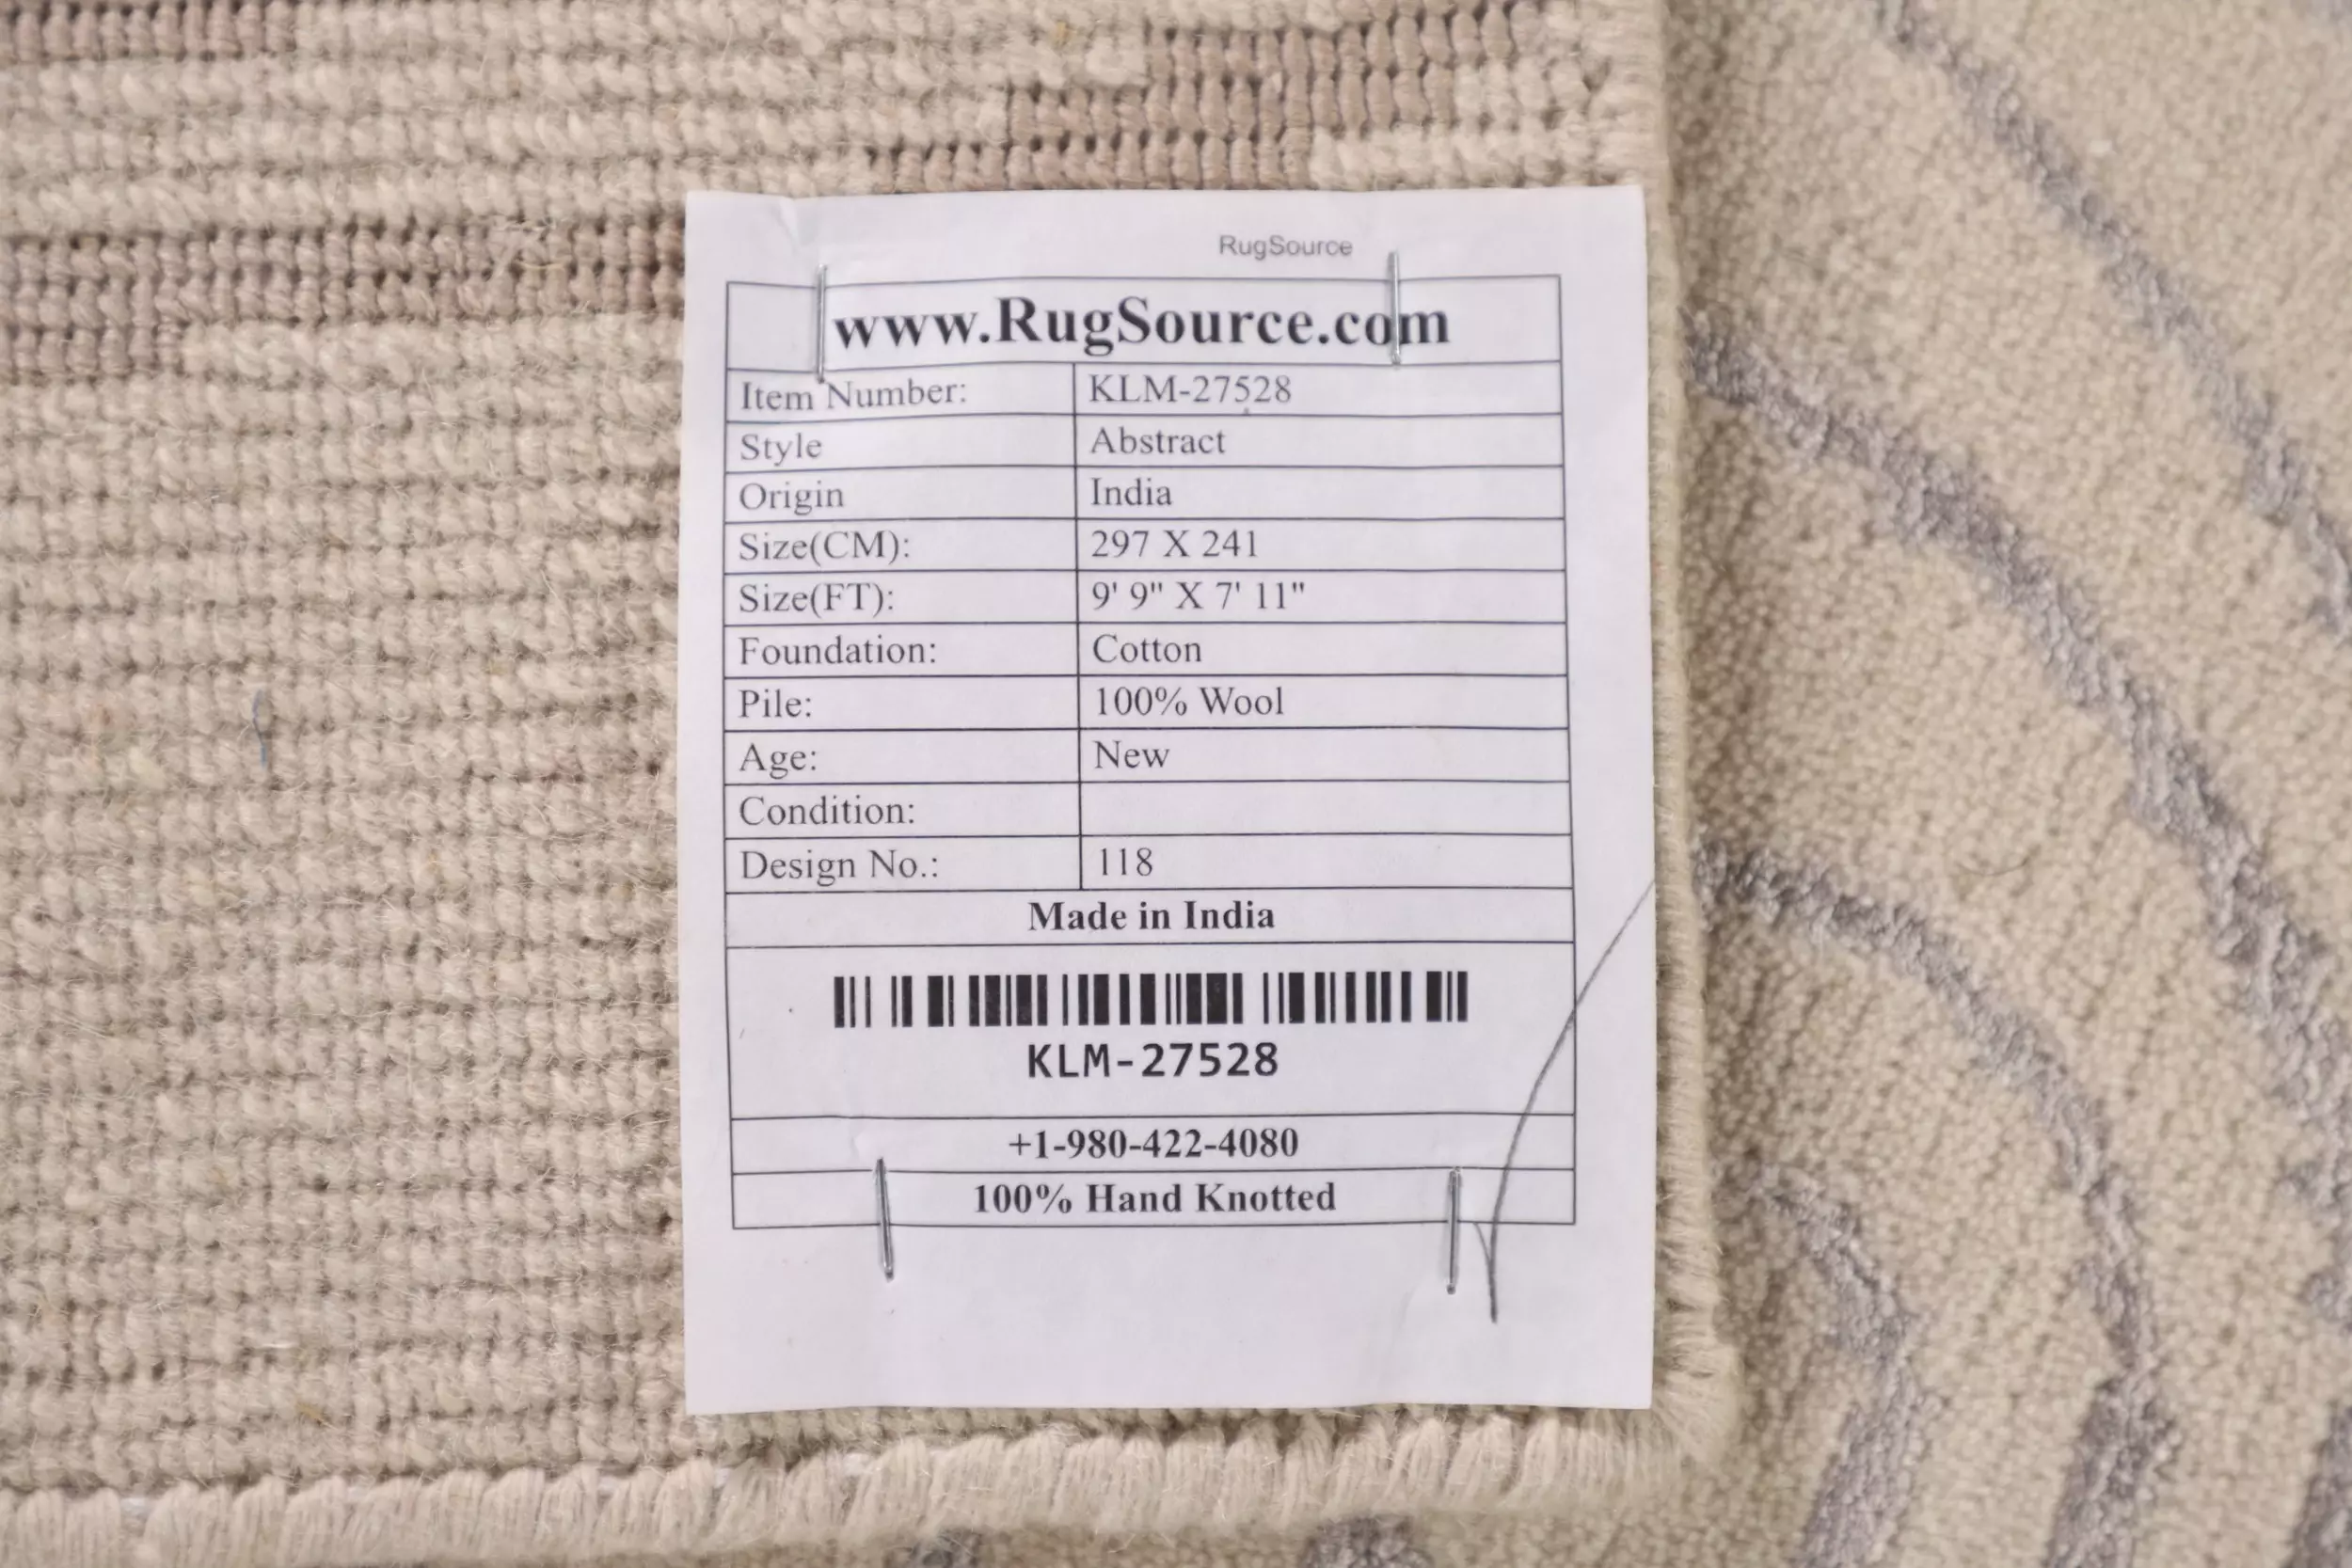 RugSource
www.RugSource.com
Item Number: KLM-27528
Style Abstract
Origin India
Size(CM): 297 X 241
Size(FT): 9' 9" X 7' 11"
Foundation: Cotton
Pile: 100% Wool
Age: New
Condition:
Design No.: 118
Made in India
KLM-27528
+1-980-422-4080
100% Hand Knotted